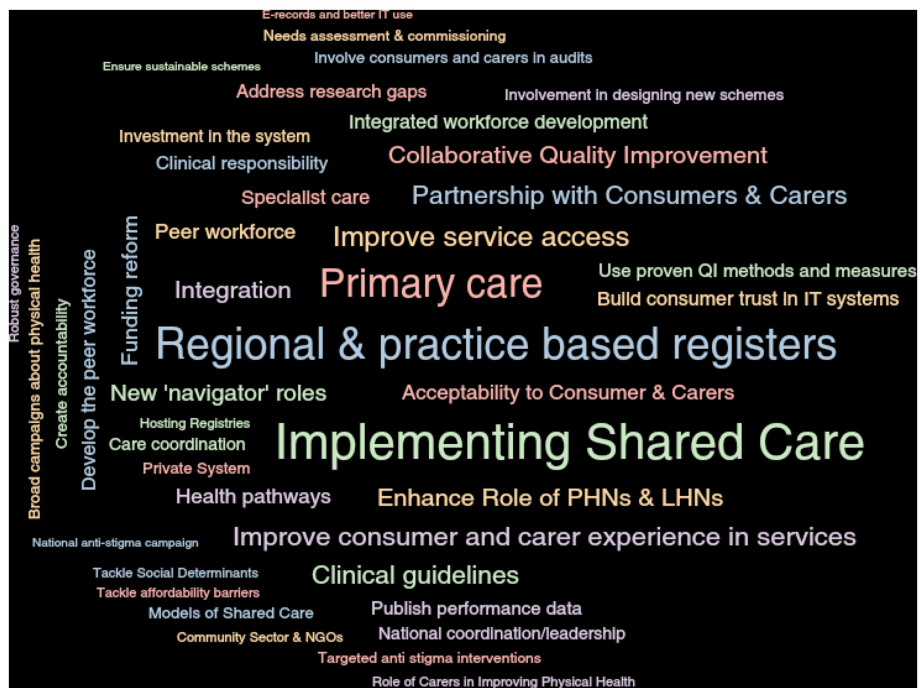 E-records and better IT use
Needs assessment & commissioning
Involve consumers and carers in audits
Ensure sustainable schemes
Address research gaps
Involvement in designing new schemes
Integrated workforce development
Investment in the system
Collaborative Quality Improvement
Clinical responsibility
Specialist care
Partnership with Consumers & Carers
Peer workforce
Improve service access
Robust governance
Broad campaigns about physical health
Create accountability
Develop the peer workforce
Funding reform
Integration
Primary care
Use proven QI methods and measures
Build consumer trust in IT systems
Regional & practice based registers
New 'navigator' roles
Acceptability to Consumer & Carers
Hosting Registries
Care coordination
Implementing Shared Care
Private System
Health pathways
Enhance Role of PHNs & LHNs
National anti-stigma campaign
Improve consumer and carer experience in services
Tackle Social Determinants
Clinical guidelines
Tackle affordability barriers
Models of Shared Care
Publish performance data
Community Sector & NGOs
National coordination/leadership
Targeted anti stigma interventions
Role of Carers in Improving Physical Health